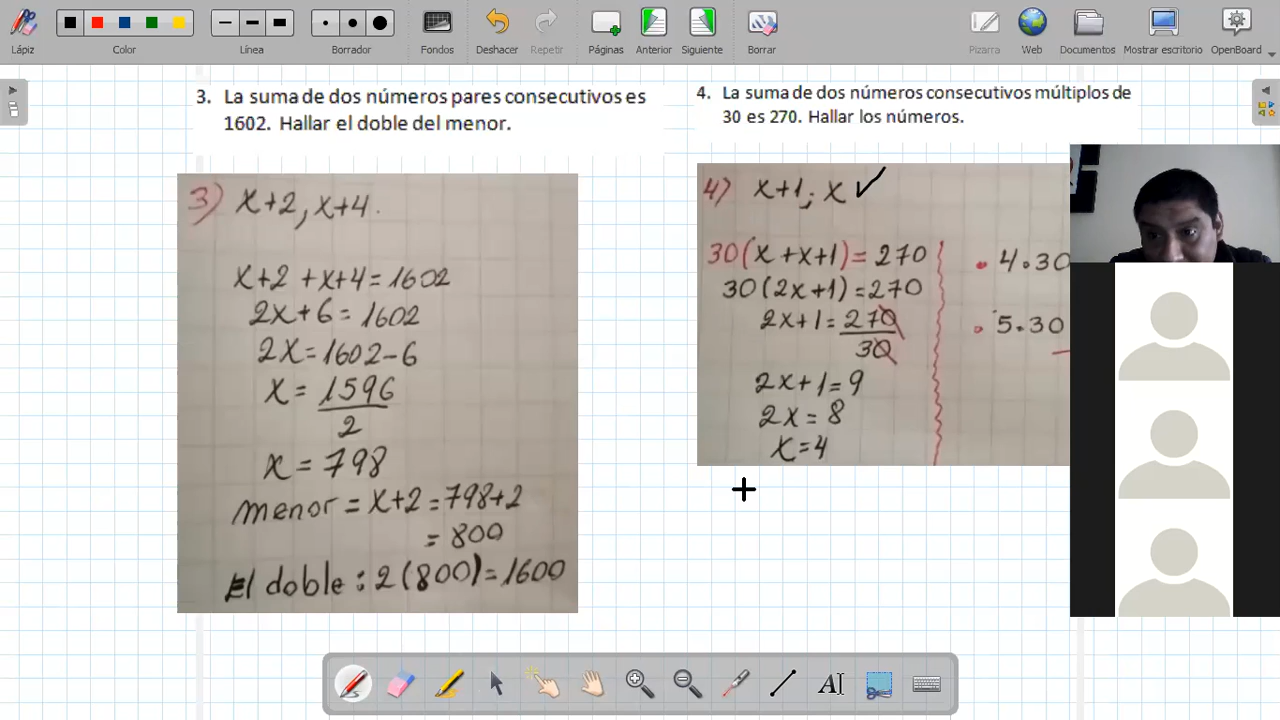 Lápiz
Color
Línea
Borrador
Fondos
Deshacer
Repetir
Páginas
Anterior
Siguiente
Borrar
Pizarra
Web
Documentos
Mostrar escritorio
OpenBoard
3. La suma de dos números pares consecutivos es
1602. Hallar el doble del menor.
3) x+2, x+4.
x+2 +x+4=1602
2x+6=1602
2x=1602-6
x=1596/2
x=798
menor = x+2 = 798+2
= 800
El doble : 2(800)=1600
4. La suma de dos números consecutivos múltiplos de
30 es 270. Hallar los números.
4) x+1; x ✓
30(x+x+1)=270
30(2x+1)=270
2x+1=270/30
2x+1=9
2x=8
x=4
• 4.30
• 5.30
AI